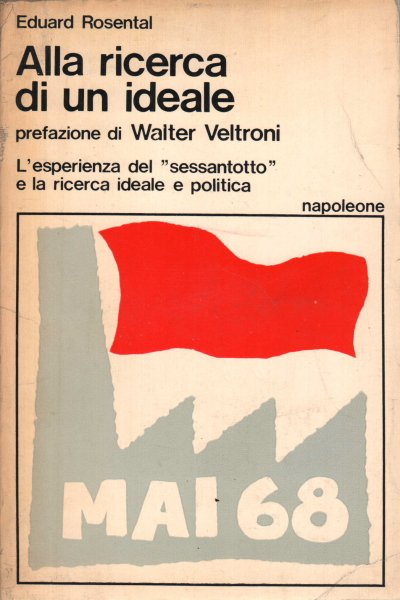 Eduard Rosental
Alla ricerca
di un ideale
prefazione di Walter Veltroni
L'esperienza del "sessantotto"
e la ricerca ideale e politica
napoleone
MAI 68